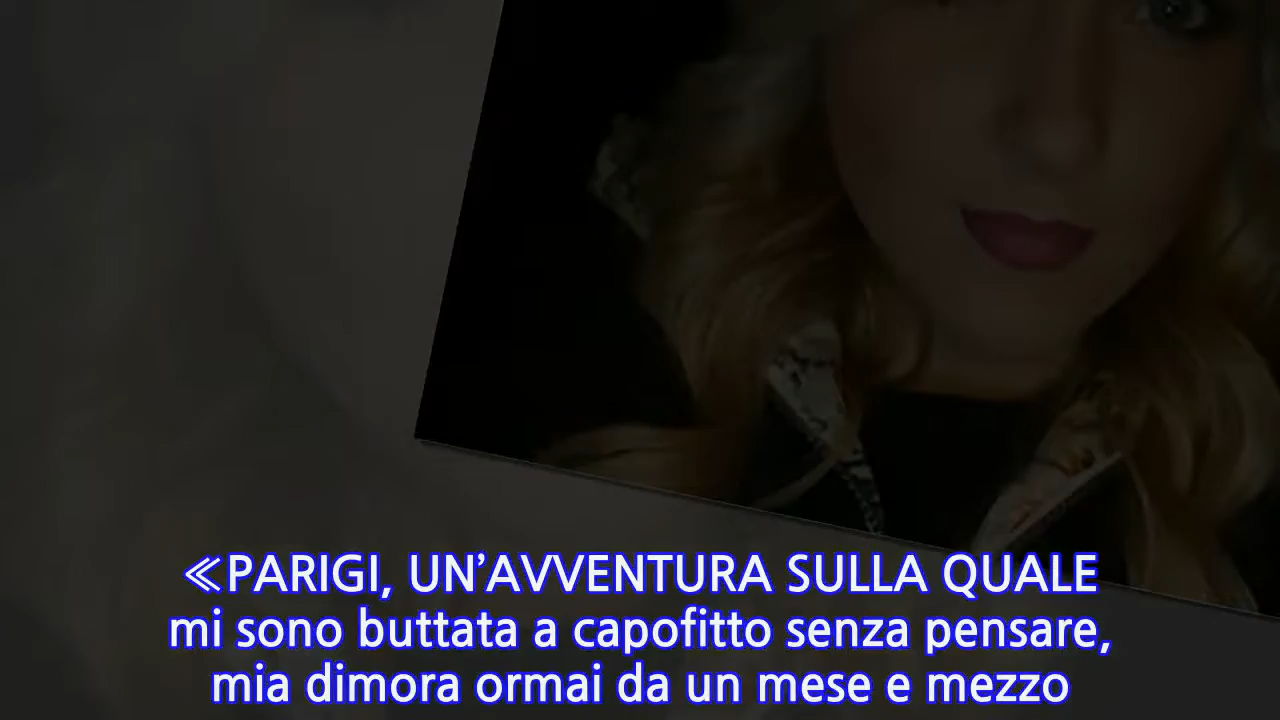 ≪PARIGI, UN’AVVENTURA SULLA QUALE
mi sono buttata a capofitto senza pensare,
mia dimora ormai da un mese e mezzo